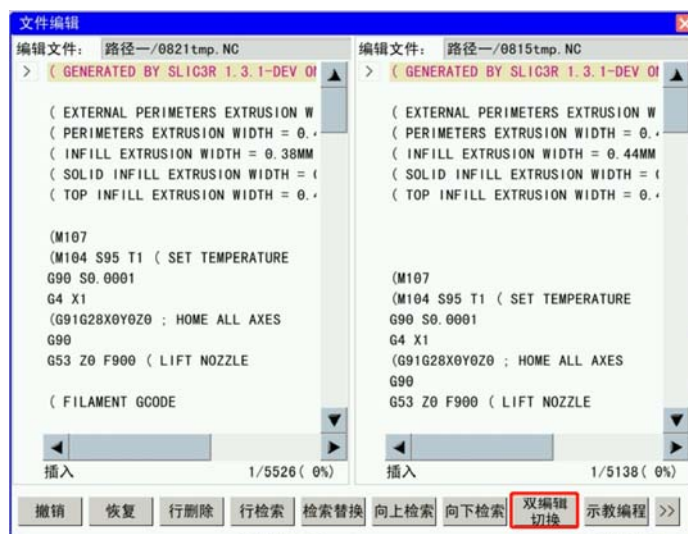 文件编辑
编辑文件： 路径一/0821tmp.NC
> ( GENERATED BY SLIC3R 1.3.1-DEV
( EXTERNAL PERIMETERS EXTRUSION W
( PERIMETERS EXTRUSION WIDTH = 0.
( INFILL EXTRUSION WIDTH = 0.38MM
( SOLID INFILL EXTRUSION WIDTH =
( TOP INFILL EXTRUSION WIDTH = 0.
(M107
(M104 S95 T1 ( SET TEMPERATURE
G90 S0.0001
G4 X1
(G91G28X0Y0Z0 ; HOME ALL AXES
G90
G53 Z0 F900 ( LIFT NOZZLE
( FILAMENT GCODE
插入 1/5526( 0%)
编辑文件： 路径一/0815tmp.NC
> ( GENERATED BY SLIC3R 1.3.1-DEV
( EXTERNAL PERIMETERS EXTRUSION W
( PERIMETERS EXTRUSION WIDTH = 0.
( INFILL EXTRUSION WIDTH = 0.44MM
( SOLID INFILL EXTRUSION WIDTH =
( TOP INFILL EXTRUSION WIDTH = 0.
(M107
(M104 S95 T1 ( SET TEMPERATURE
G90 S0.0001
G4 X1
(G91G28X0Y0Z0 ; HOME ALL AXES
G90
G53 Z0 F900 ( LIFT NOZZLE
插入 1/5138( 0%)
撤销 恢复 行删除 行检索 检索替换 向上检索 向下检索 双编辑切换 示教编程 >>